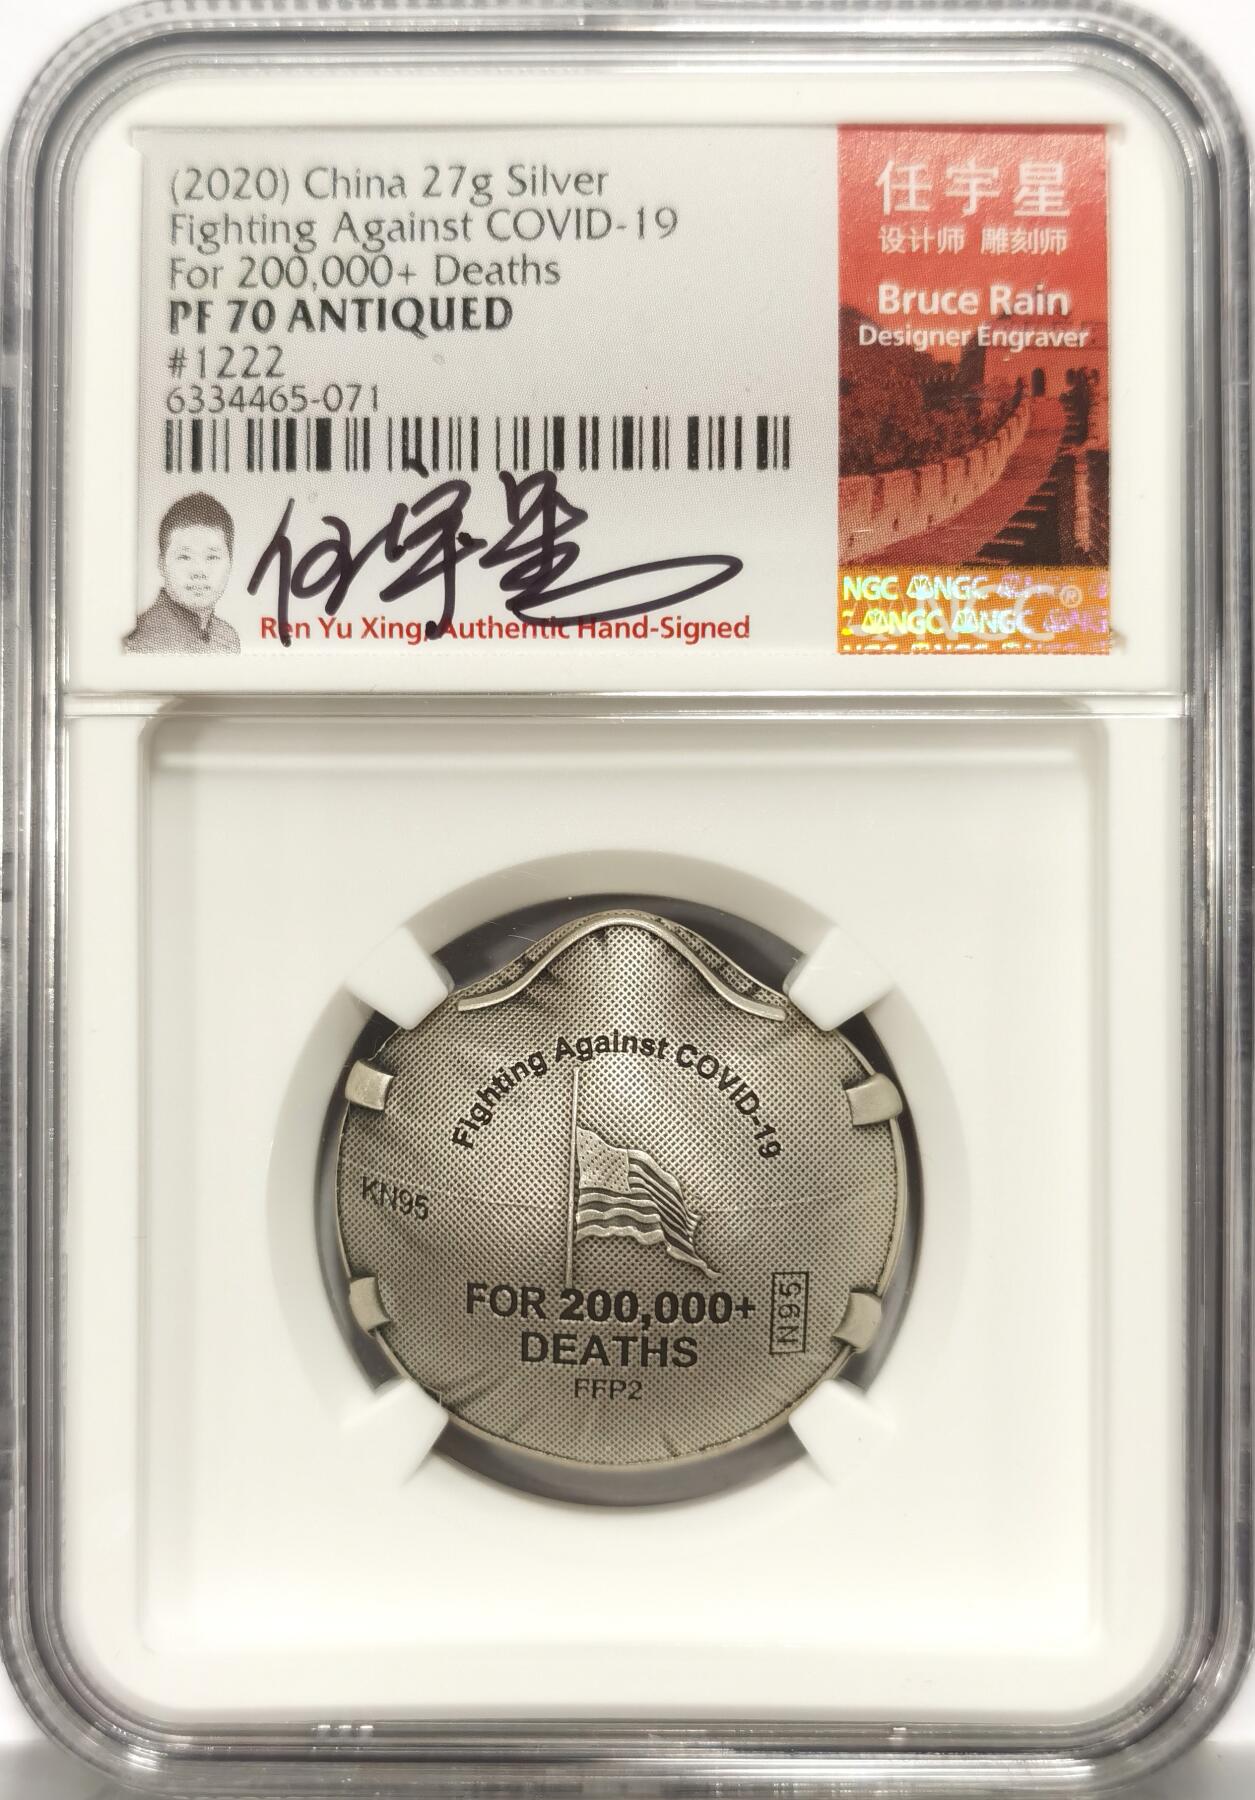 (2020) China 27g Silver
Fighting Against COVID-19
For 200,000+ Deaths
PF 70 ANTIQUED
#1222
6334465-071
任宇星
Ren Yu Xing, Authentic Hand-Signed
任宇星
设计师 雕刻师
Bruce Rain
Designer Engraver
NGC NGC
NGC NGC NG
NGC®
Fighting Against COVID-19
KN95
FOR 200,000+
DEATHS
FFP2
N95